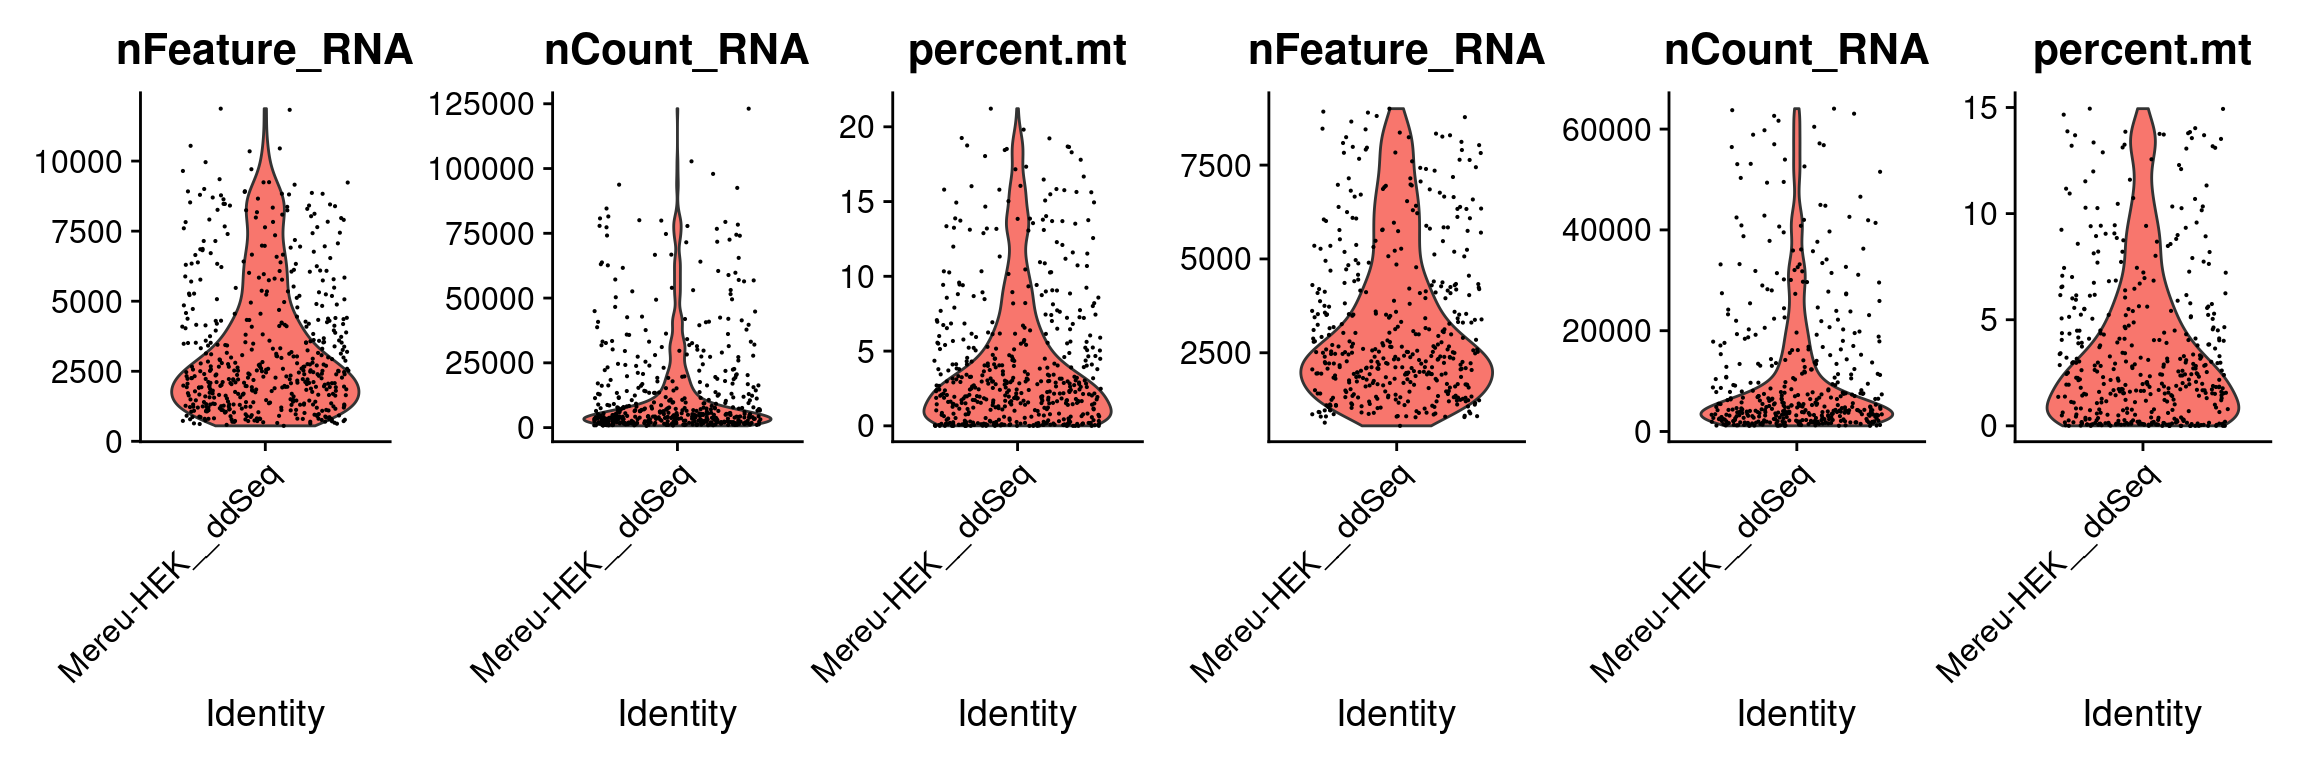 nFeature_RNA
10000
7500
5000
2500
0
Mereu-HEK__ddSeq
Identity
nCount_RNA
125000
100000
75000
50000
25000
0
Mereu-HEK__ddSeq
Identity
percent.mt
20
15
10
5
0
Mereu-HEK__ddSeq
Identity
nFeature_RNA
7500
5000
2500
Mereu-HEK__ddSeq
Identity
nCount_RNA
60000
40000
20000
0
Mereu-HEK__ddSeq
Identity
percent.mt
15
10
5
0
Mereu-HEK__ddSeq
Identity